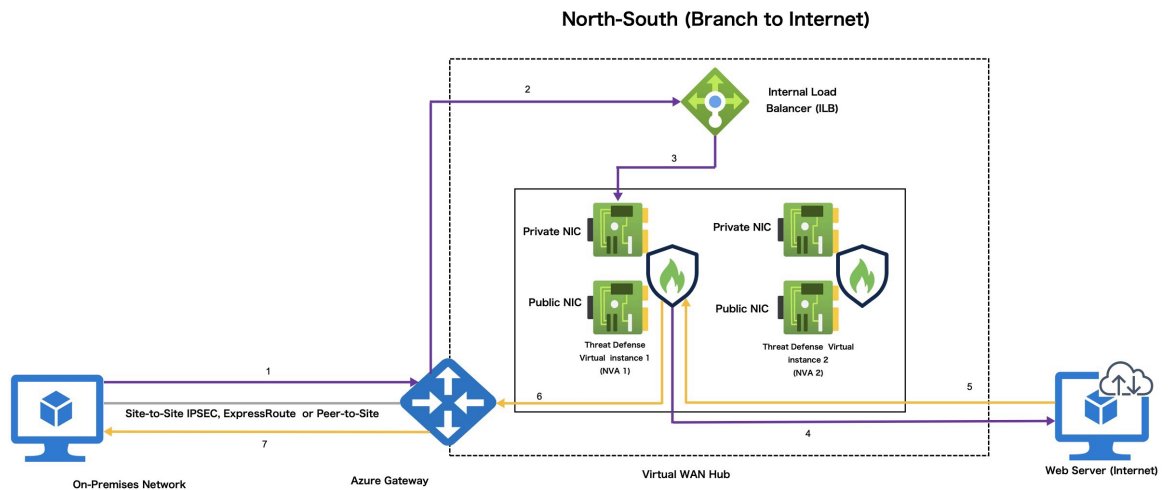 North-South (Branch to Internet)
2
Internal Load
Balancer (ILB)
3
Private NIC
Private NIC
Public NIC
Public NIC
Threat Defense
Virtual instance 1
(NVA 1)
Threat Defense Virtual
instance 2
(NVA 2)
1
5
6
Site-to-Site IPSEC, ExpressRoute or Peer-to-Site
4
7
Web Server (Internet)
Virtual WAN Hub
Azure Gateway
On-Premises Network